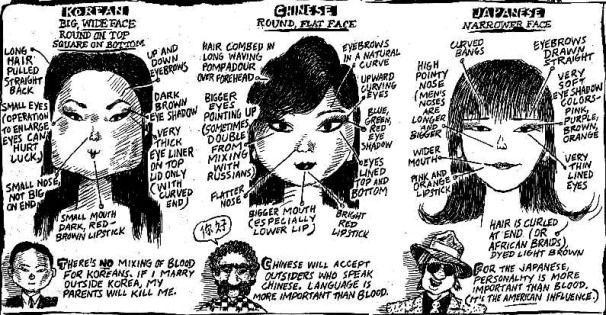 KOREAN
BIG, WIDE FACE
ROUND ON TOP
SQUARE ON BOTTOM
LONG
HAIR
PULLED
STRAIGHT
BACK
SMALL EYES
(OPERATION
TO ENLARGE
EYES CAN
HURT
LUCK)
SMALL NOSE,
NOT BIG
ON END
UP AND
DOWN
EYEBROWS
DARK
BROWN
EYE SHADOW
VERY
THICK
EYE LINER
ON TOP
LID ONLY
(WITH
CURVED
END)
SMALL MOUTH
DARK, RED-
BROWN LIPSTICK
THERE'S NO MIXING OF BLOOD
FOR KOREANS. IF I MARRY
OUTSIDE KOREA, MY
PARENTS WILL KILL ME.
CHINESE
ROUND, FLAT FACE
HAIR COMBED IN
LONG WAVING
POMPADOUR
OVER FOREHEAD
BIGGER
EYES
POINTING UP
(SOMETIMES
DOUBLE
FROM
MIXING
WITH
RUSSIANS)
FLATTER
NOSE
BIGGER MOUTH
(ESPECIALLY
LOWER LIP)
EYEBROWS
IN A NATURAL
CURVE
UPWARD
CURVING
EYES
BLUE,
GREEN,
RED
EYE
SHADOW
EYES
LINED
TOP AND
BOTTOM
BRIGHT
RED
LIPSTICK
CHINESE WILL ACCEPT
OUTSIDERS WHO SPEAK
CHINESE. LANGUAGE IS
MORE IMPORTANT THAN BLOOD.
JAPANESE
NARROWER FACE
CURVED
BANGS
HIGH
POINTY
NOSE
(MEN'S
NOSES
ARE
LONGER
AND
BIGGER)
WIDER
MOUTH
PINK AND
ORANGE
LIPSTICK
EYEBROWS
DRAWN
STRAIGHT
VERY
SOFT
EYE SHADOW
COLORS-
PINK,
PURPLE,
BROWN,
ORANGE
VERY
THIN
LINED
EYES
HAIR IS CURLED
AT END (OR
AFRICAN BRAIDS),
DYED LIGHT BROWN
FOR THE JAPANESE,
PERSONALITY IS MORE
IMPORTANT THAN BLOOD.
(IT'S THE AMERICAN INFLUENCE.)